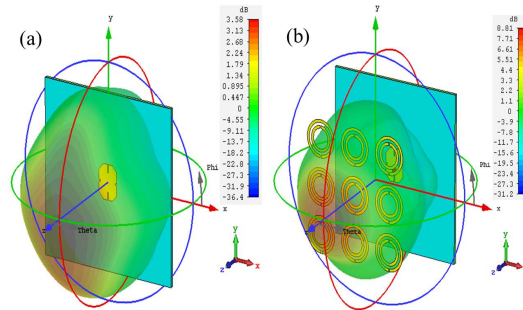 (a)
y
dB
3.58
3.13
2.68
2.24
1.79
1.34
0.895
0.447
0
-4.55
-9.11
-13.7
-18.2
-22.8
-27.3
-31.9
-36.4
Phi
x
z
Theta
y
z
x
(b)
y
dB
8.81
7.71
6.61
5.51
4.4
3.3
2.2
1.1
0
-3.9
-7.8
-11.7
-15.6
-19.5
-23.4
-27.3
-31.2
Phi
x
Theta
y
z
x